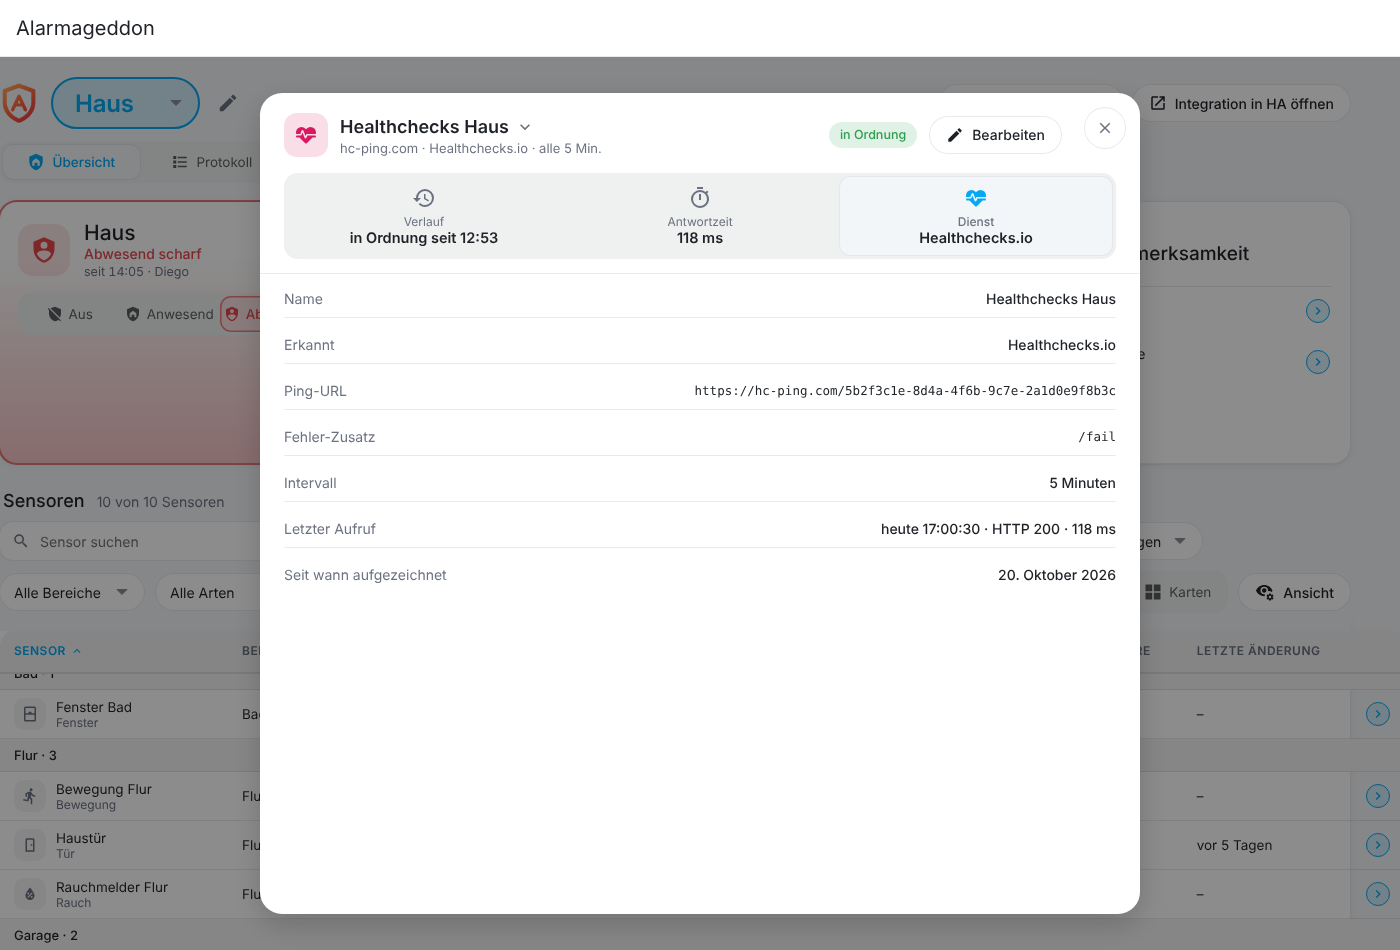 Alarmageddon
Haus
Integration in HA öffnen
Übersicht
Protokoll
Haus
Abwesend scharf
seit 14:05 · Diego
Aus
Anwesend
Healthchecks Haus
hc-ping.com · Healthchecks.io · alle 5 Min.
in Ordnung
Bearbeiten
Verlauf
in Ordnung seit 12:53
Antwortzeit
118 ms
Dienst
Healthchecks.io
Name
Healthchecks Haus
Erkannt
Healthchecks.io
Ping-URL
https://hc-ping.com/5b2f3c1e-8d4a-4f6b-9c7e-2a1d0e9f8b3c
Fehler-Zusatz
/fail
Intervall
5 Minuten
Letzter Aufruf
heute 17:00:30 · HTTP 200 · 118 ms
Seit wann aufgezeichnet
20. Oktober 2026
Sensoren
10 von 10 Sensoren
Sensor suchen
Alle Bereiche
Alle Arten
Karten
Ansicht
SENSOR
LETZTE ÄNDERUNG
Fenster Bad
Fenster
–
Flur · 3
Bewegung Flur
Bewegung
–
Haustür
Tür
vor 5 Tagen
Rauchmelder Flur
Rauch
–
Garage · 2